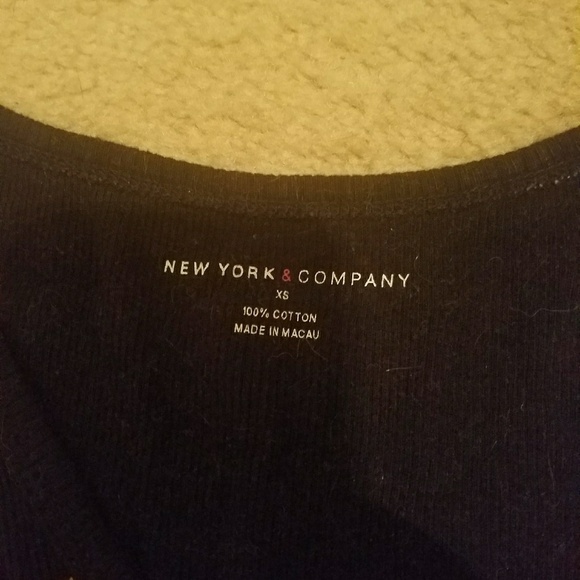 NEW YORK & COMPANY
XS
100% COTTON
MADE IN MACAU